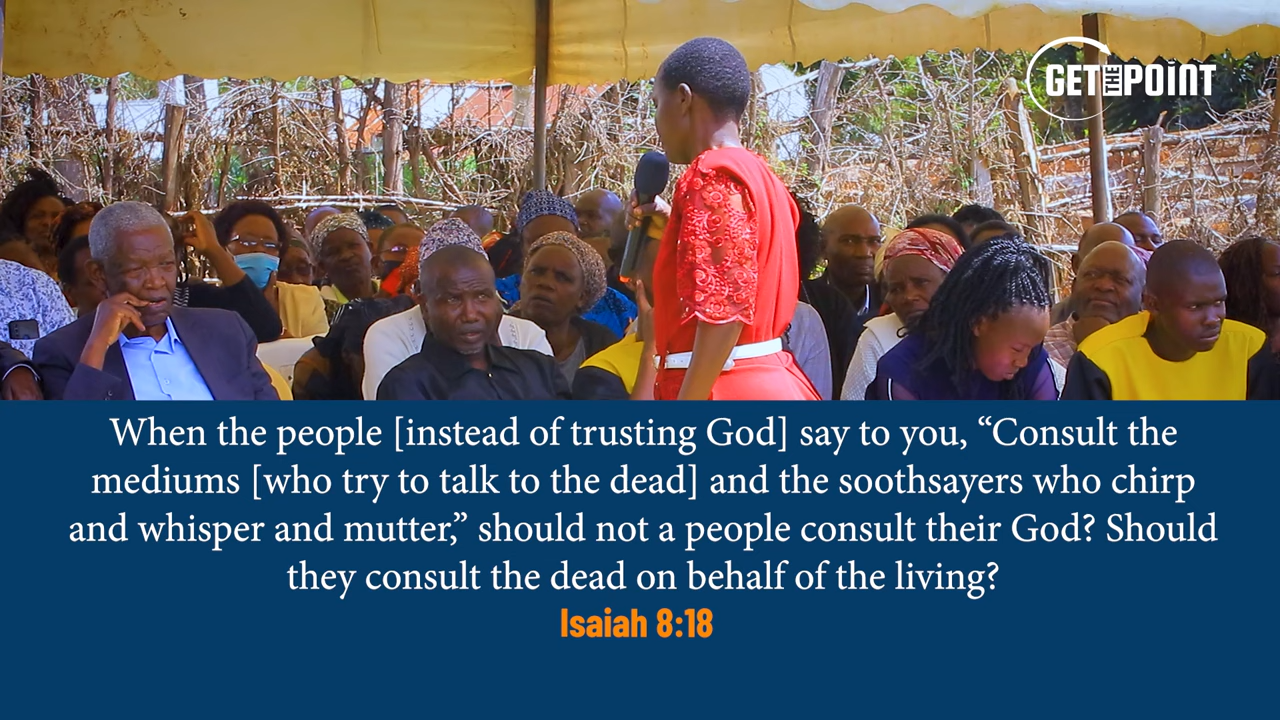 GET THE POINT
When the people [instead of trusting God] say to you, “Consult the
mediums [who try to talk to the dead] and the soothsayers who chirp
and whisper and mutter,” should not a people consult their God? Should
they consult the dead on behalf of the living?
Isaiah 8:18